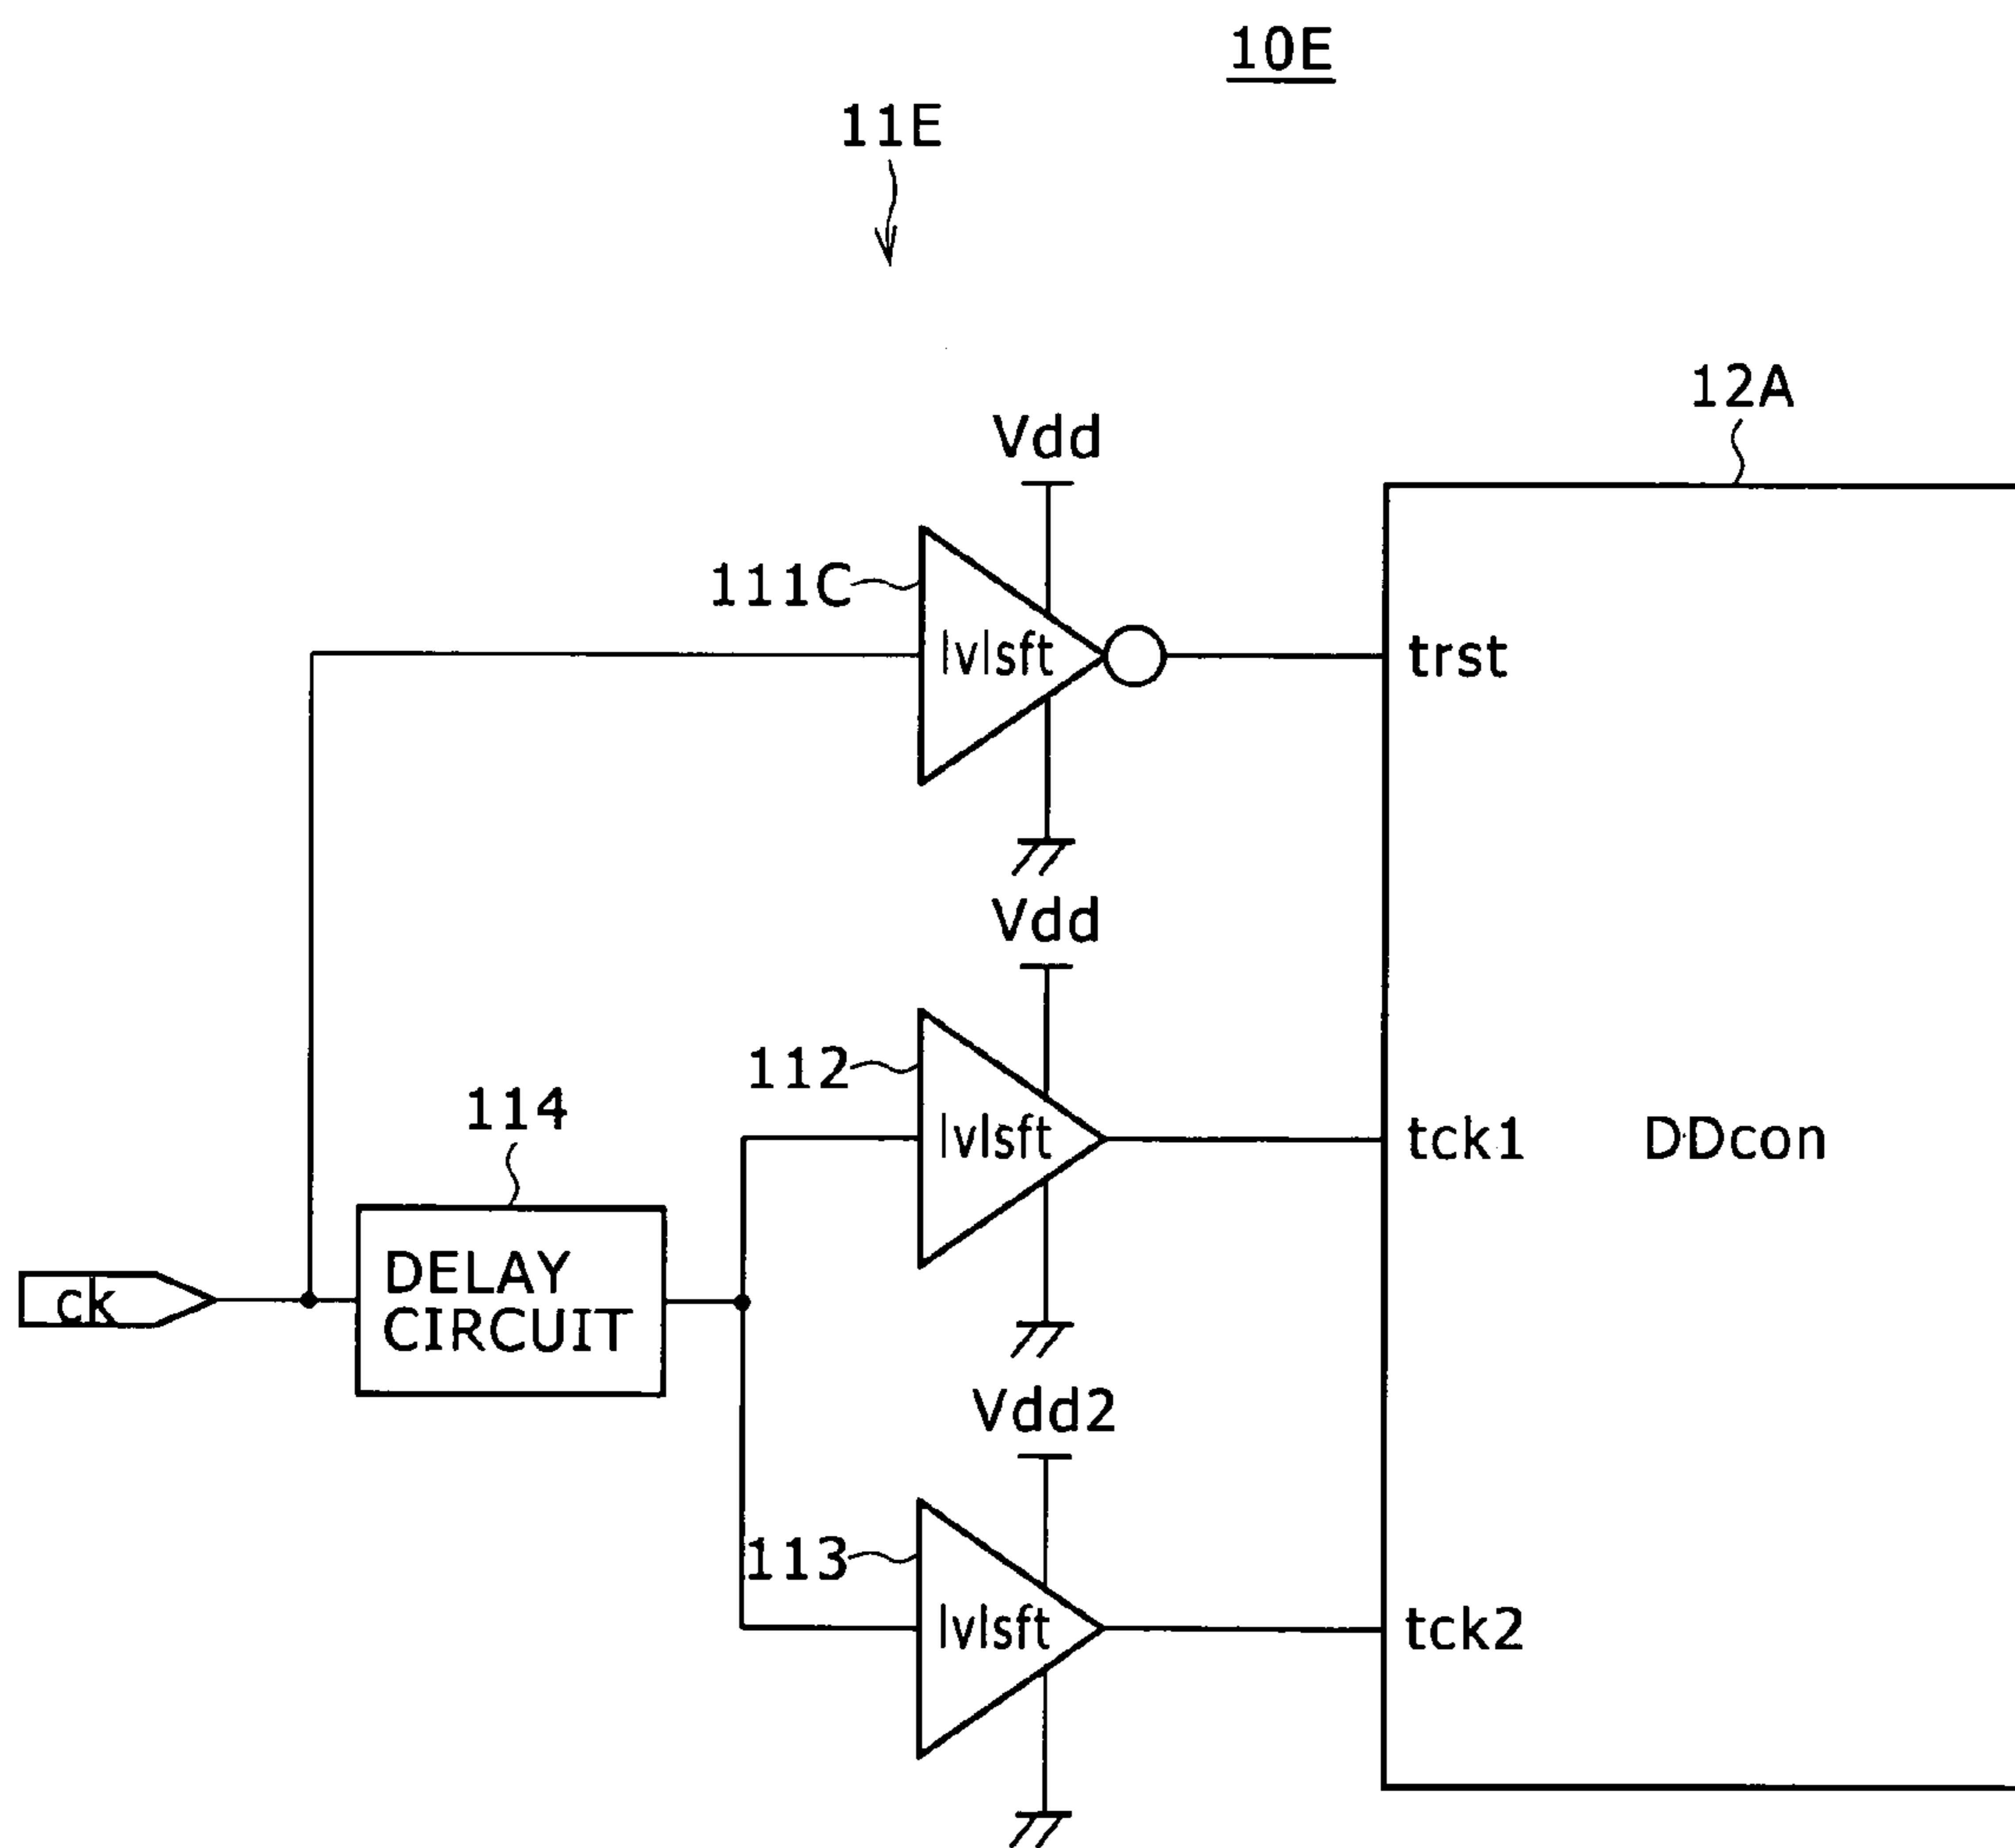 10E
11E
12A
Vdd
111C
lvlsft
trst
Vdd
112
lvlsft
tck1
DDcon
114
DELAY
CIRCUIT
ck
Vdd2
113
lvlsft
tck2